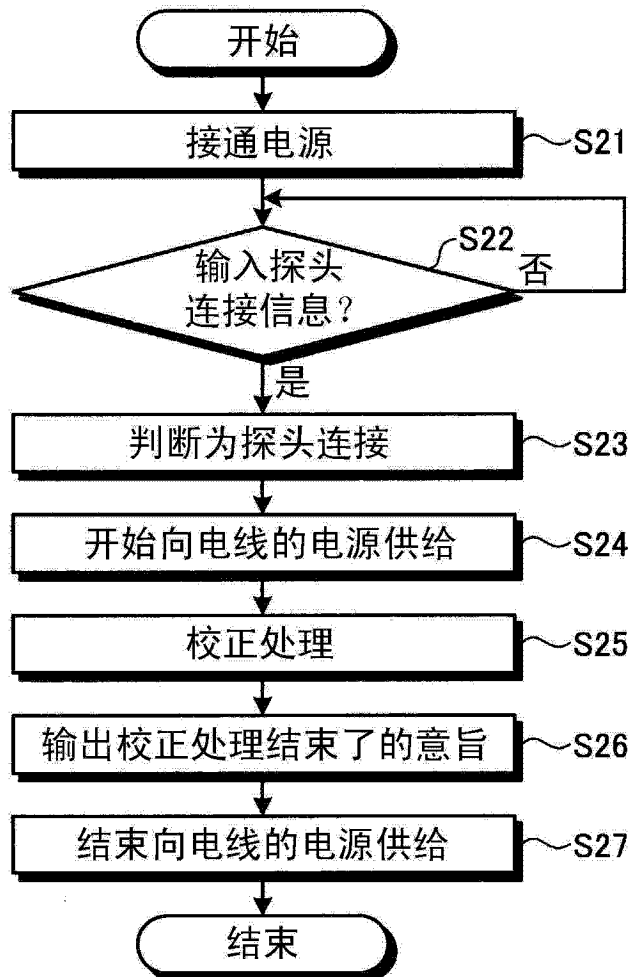 开始
接通电源
S21
S22
输入探头
连接信息?
否
是
判断为探头连接
S23
开始向电线的电源供给
S24
校正处理
S25
输出校正处理结束了的意旨
S26
结束向电线的电源供给
S27
结束